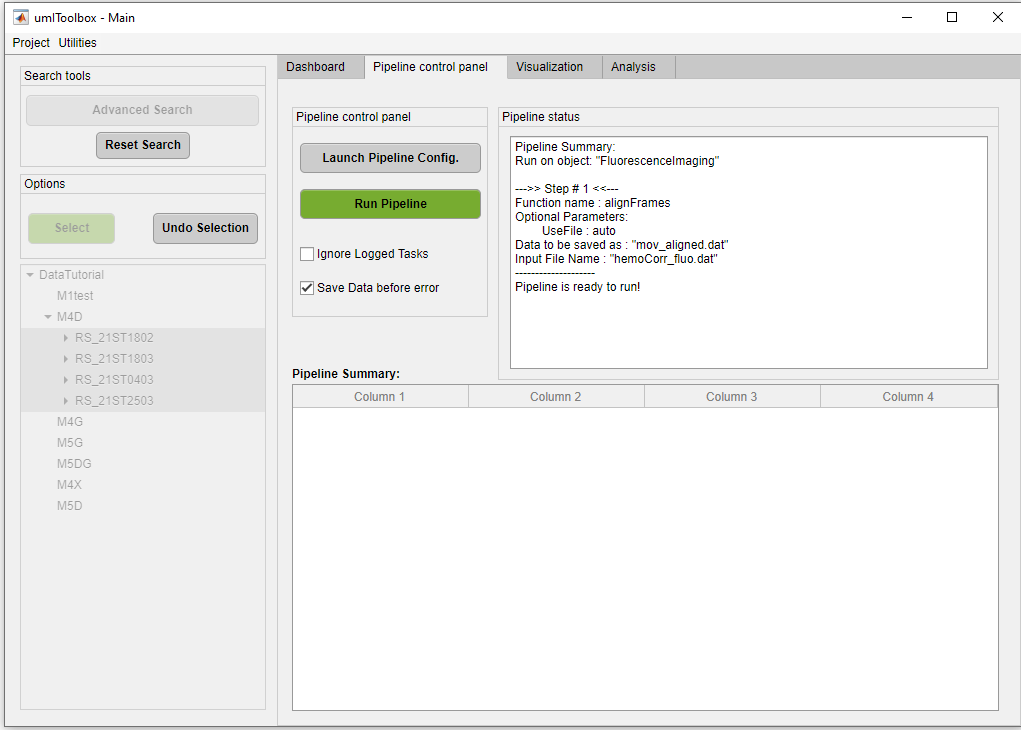 umIToolbox - Main
Project Utilities
Search tools
Advanced Search
Reset Search
Options
Select Undo Selection
DataTutorial
M1test
M4D
RS_21ST1802
RS_21ST1803
RS_21ST0403
RS_21ST2503
M4G
M5G
M5DG
M4X
M5D
Dashboard Pipeline control panel Visualization Analysis
Pipeline control panel
Launch Pipeline Config.
Run Pipeline
Ignore Logged Tasks
Save Data before error
Pipeline status
Pipeline Summary:
Run on object: "FluorescenceImaging"
--->> Step # 1 <<---
Function name : alignFrames
Optional Parameters:
UseFile : auto
Data to be saved as : "mov_aligned.dat"
Input File Name : "hemoCorr_fluo.dat"
--------------------
Pipeline is ready to run!
Pipeline Summary:
Column 1 Column 2 Column 3 Column 4